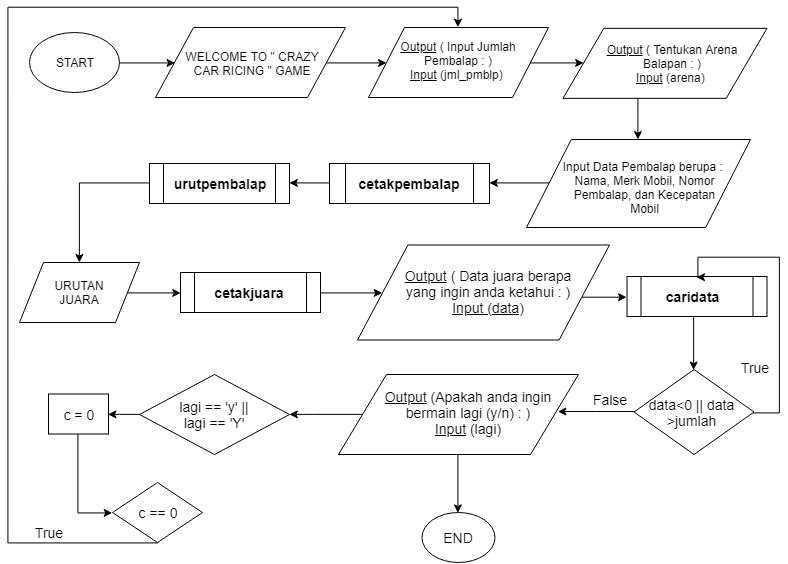 START
WELCOME TO " CRAZY
CAR RICING " GAME
Output ( Input Jumlah
Pembalap : )
Input (jml_pmblp)
Output ( Tentukan Arena
Balapan : )
Input (arena)
Input Data Pembalap berupa :
Nama, Merk Mobil, Nomor
Pembalap, dan Kecepatan
Mobil
cetakpembalap
urutpembalap
URUTAN
JUARA
cetakjuara
Output ( Data juara berapa
yang ingin anda ketahui : )
Input (data)
caridata
data<0 || data
>jumlah
True
False
Output (Apakah anda ingin
bermain lagi (y/n) : )
Input (lagi)
lagi == 'y' ||
lagi == 'Y'
c = 0
c == 0
True
END